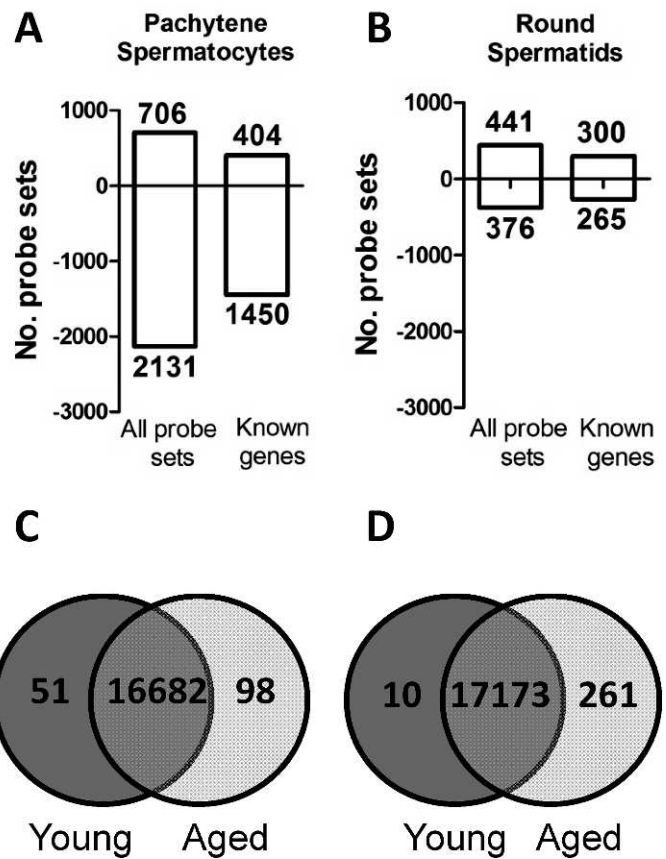 A
Pachytene
Spermatocytes
No. probe sets
1000
0
-1000
-2000
-3000
706
404
2131
1450
All probe
sets
Known
genes
B
Round
Spermatids
No. probe sets
1000
0
-1000
-2000
-3000
441
300
376
265
All probe
sets
Known
genes
C
51
16682
98
Young
Aged
D
10
17173
261
Young
Aged